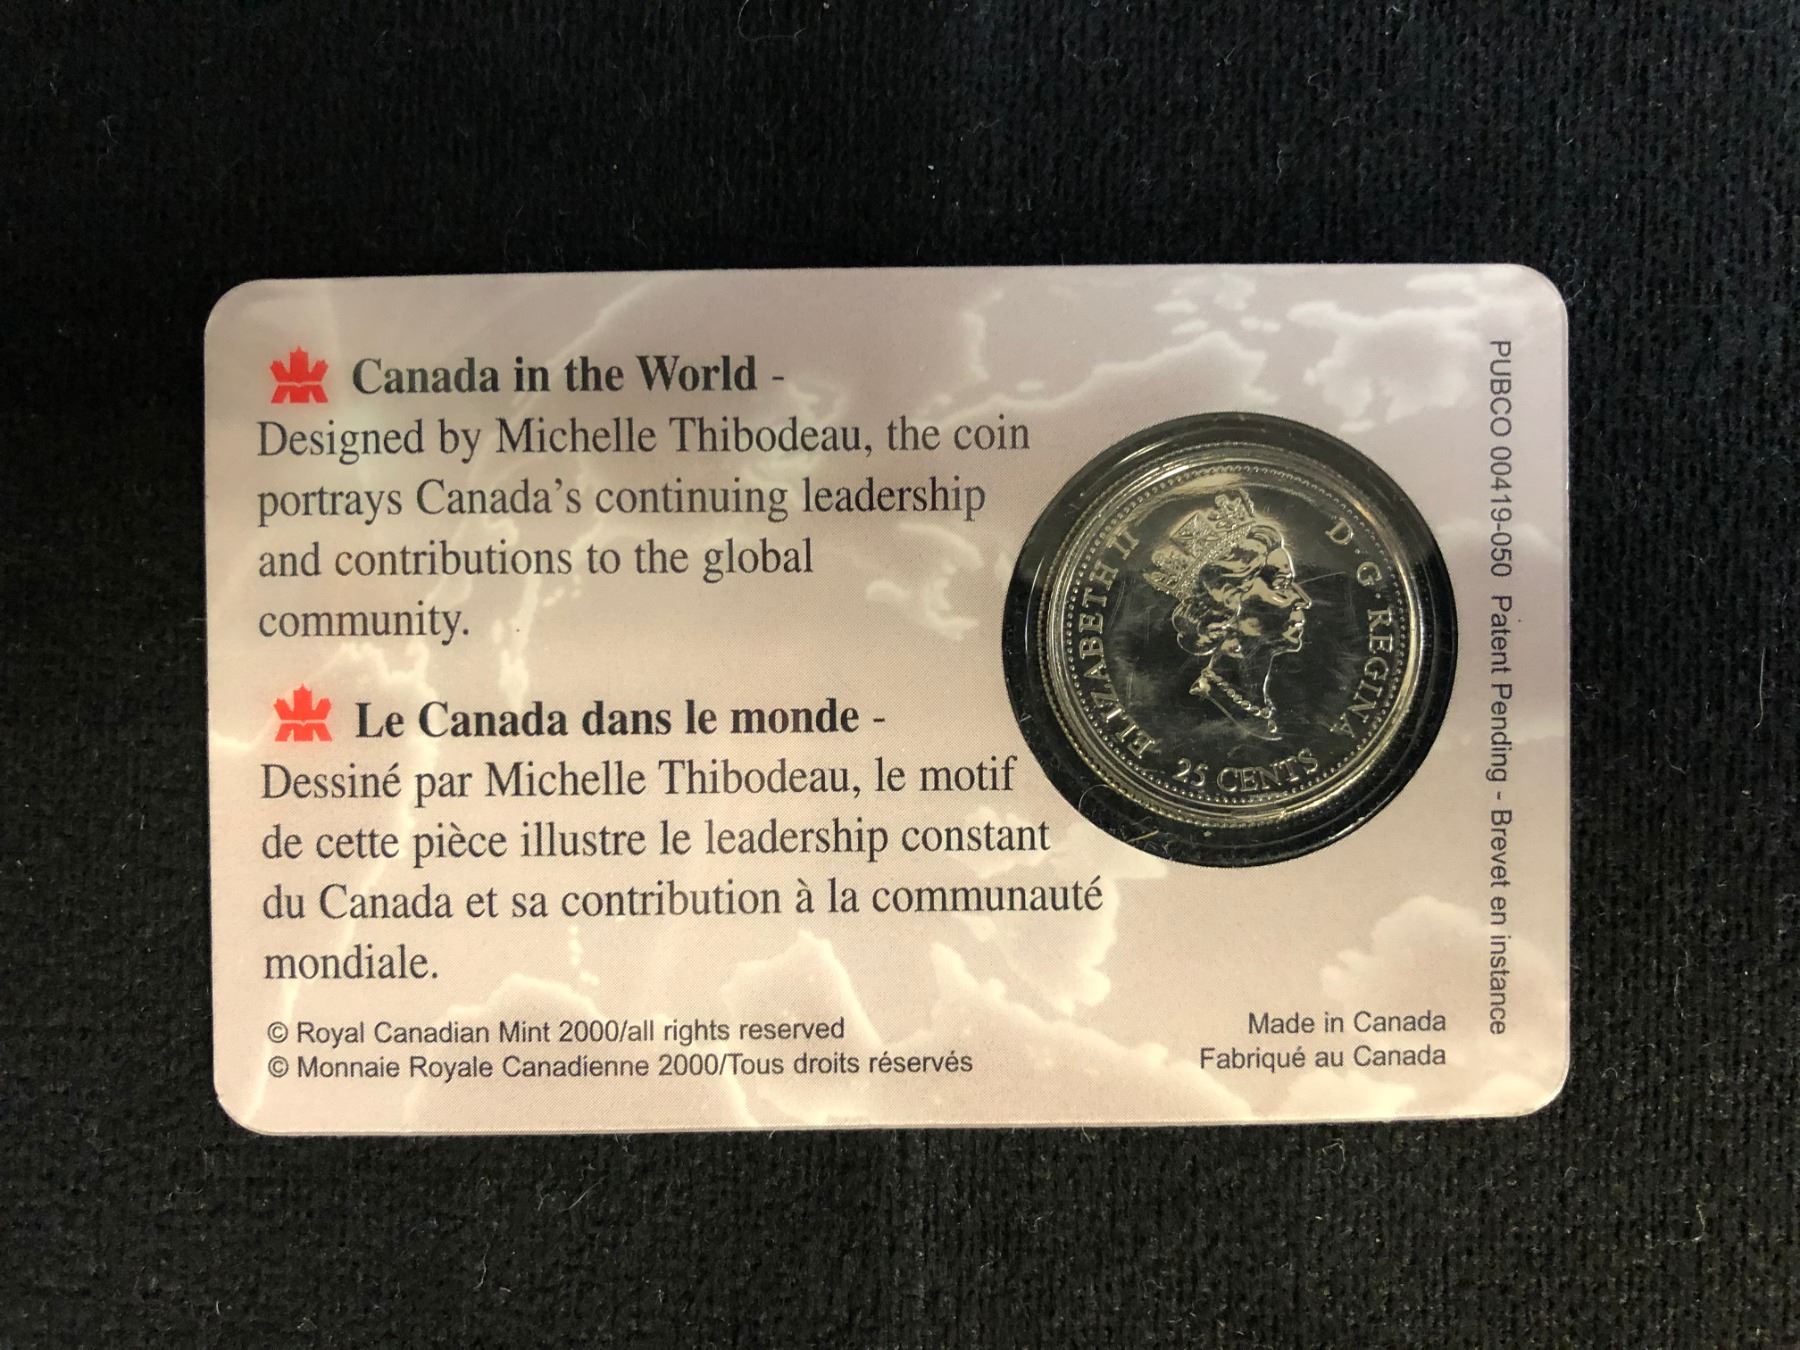 Canada in the World -
Designed by Michelle Thibodeau, the coin
portrays Canada's continuing leadership
and contributions to the global
community.
Le Canada dans le monde -
Dessiné par Michelle Thibodeau, le motif
de cette pièce illustre le leadership constant
du Canada et sa contribution à la communauté
mondiale.
© Royal Canadian Mint 2000/all rights reserved
© Monnaie Royale Canadienne 2000/Tous droits réservés
ELIZABETH II D·G·REGINA
25 CENTS
Made in Canada
Fabriqué au Canada
PUBCO 00419-050 Patent Pending - Brevet en instance